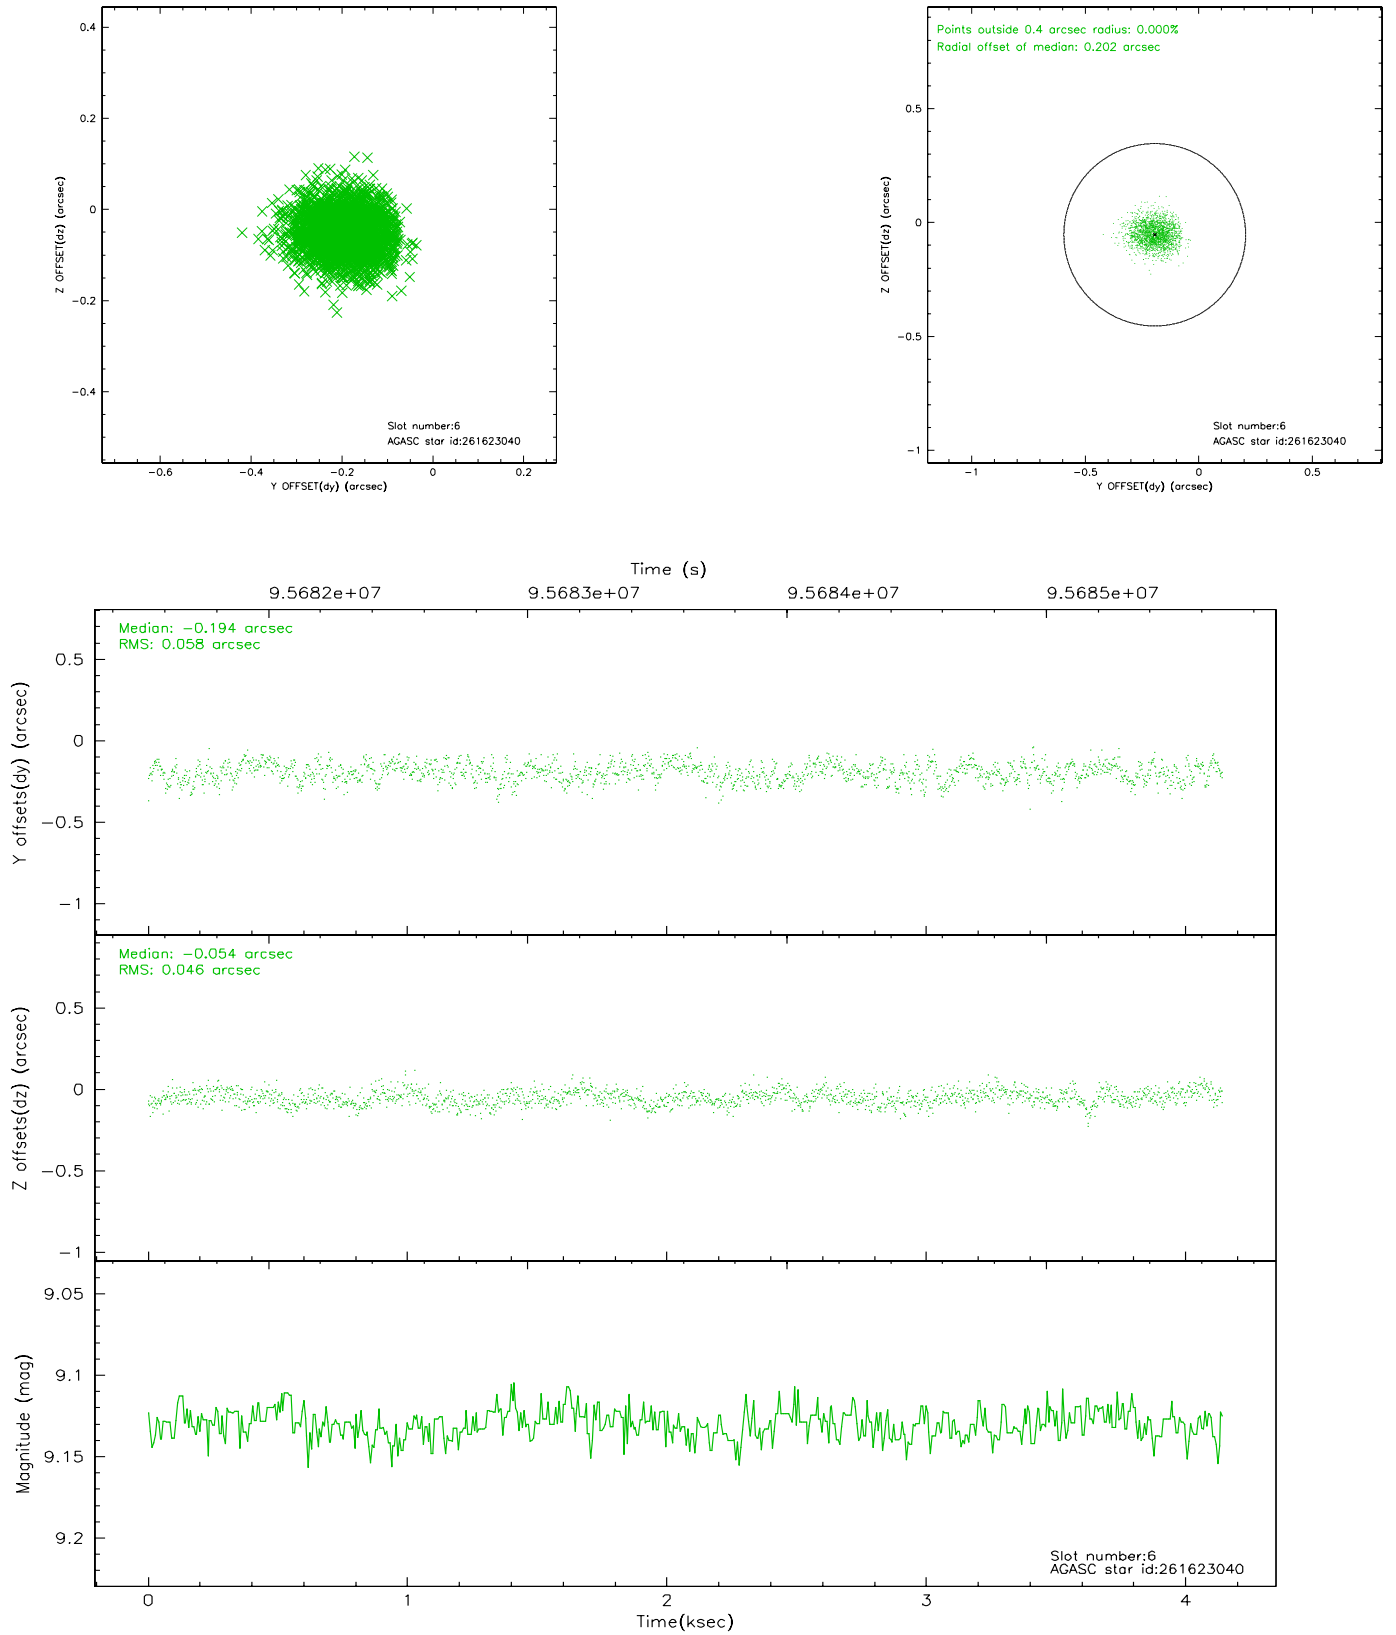 0.4
0.2
0
−0.2
−0.4
Z OFFSET(dz) (arcsec)
Slot number:6
AGASC star id:261623040
−0.6 −0.4 −0.2 0 0.2
Y OFFSET(dy) (arcsec)
Points outside 0.4 arcsec radius: 0.000%
Radial offset of median: 0.202 arcsec
0.5
0
−0.5
−1
Z OFFSET(dz) (arcsec)
Slot number:6
AGASC star id:261623040
−1 −0.5 0 0.5
Y OFFSET(dy) (arcsec)
Time (s)
9.5682e+07 9.5683e+07 9.5684e+07 9.5685e+07
Median: −0.194 arcsec
RMS: 0.058 arcsec
0.5
0
−0.5
−1
Y offsets(dy) (arcsec)
Median: −0.054 arcsec
RMS: 0.046 arcsec
0.5
0
−0.5
−1
Z offsets(dz) (arcsec)
9.05
9.1
9.15
9.2
Magnitude (mag)
Slot number:6
AGASC star id:261623040
0 1 2 3 4
Time(ksec)